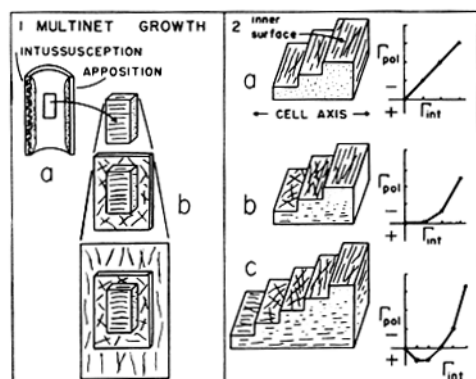 1 MULTINET GROWTH
INTUSSUSCEPTION
APPOSITION
a
b
2
inner
surface
a
← CELL AXIS →
b
c
Γpol
−
+
Γint
Γpol
−
+
Γint
Γpol
−
+
Γint